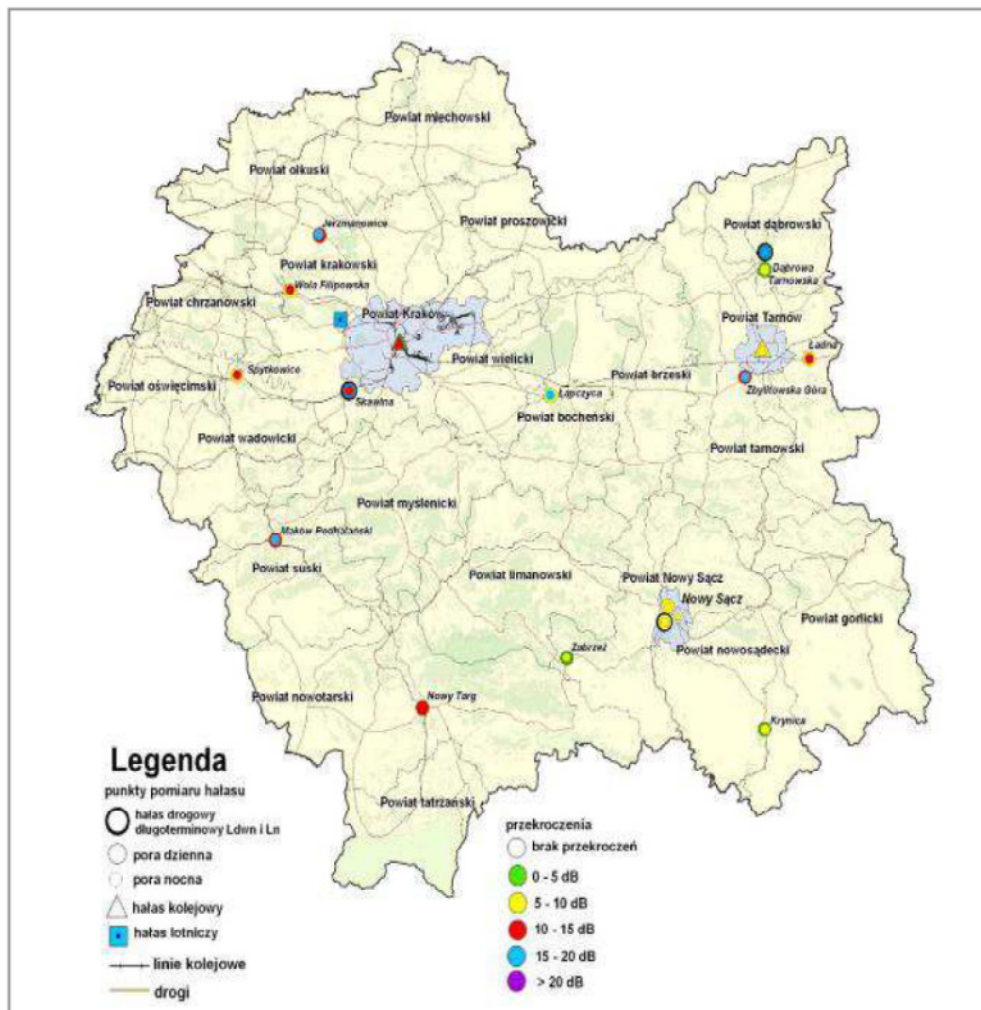 Powiat miechowski
Powiat olkuski
Powiat proszowicki
Powiat dąbrowski
Jerzmanowice
Powiat krakowski
Dąbrowa
Tarnowska
Wola Filipowska
Powiat chrzanowski
Powiat Kraków
Powiat Tarnów
Ładna
Powiat wielicki
Spytkowice
Powiat brzeski
Powiat oświęcimski
Skawina
Łapczyca
Zbylitowska Góra
Powiat bocheński
Powiat wadowicki
Powiat tarnowski
Powiat myslenicki
Maków Podhalański
Powiat suski
Powiat limanowski
Powiat Nowy Sącz
Nowy Sącz
Powiat gorlicki
Zabrzeż
Powiat nowosądecki
Powiat nowotarski
Nowy Targ
Krynica
Powiat tatrzański
Legenda
punkty pomiaru hałasu
hałas drogowy
długoterminowy Ldwn i Ln
pora dzienna
pora nocna
hałas kolejowy
hałas lotniczy
linie kolejowe
drogi
przekroczenia
brak przekroczeń
0 - 5 dB
5 - 10 dB
10 - 15 dB
15 - 20 dB
> 20 dB